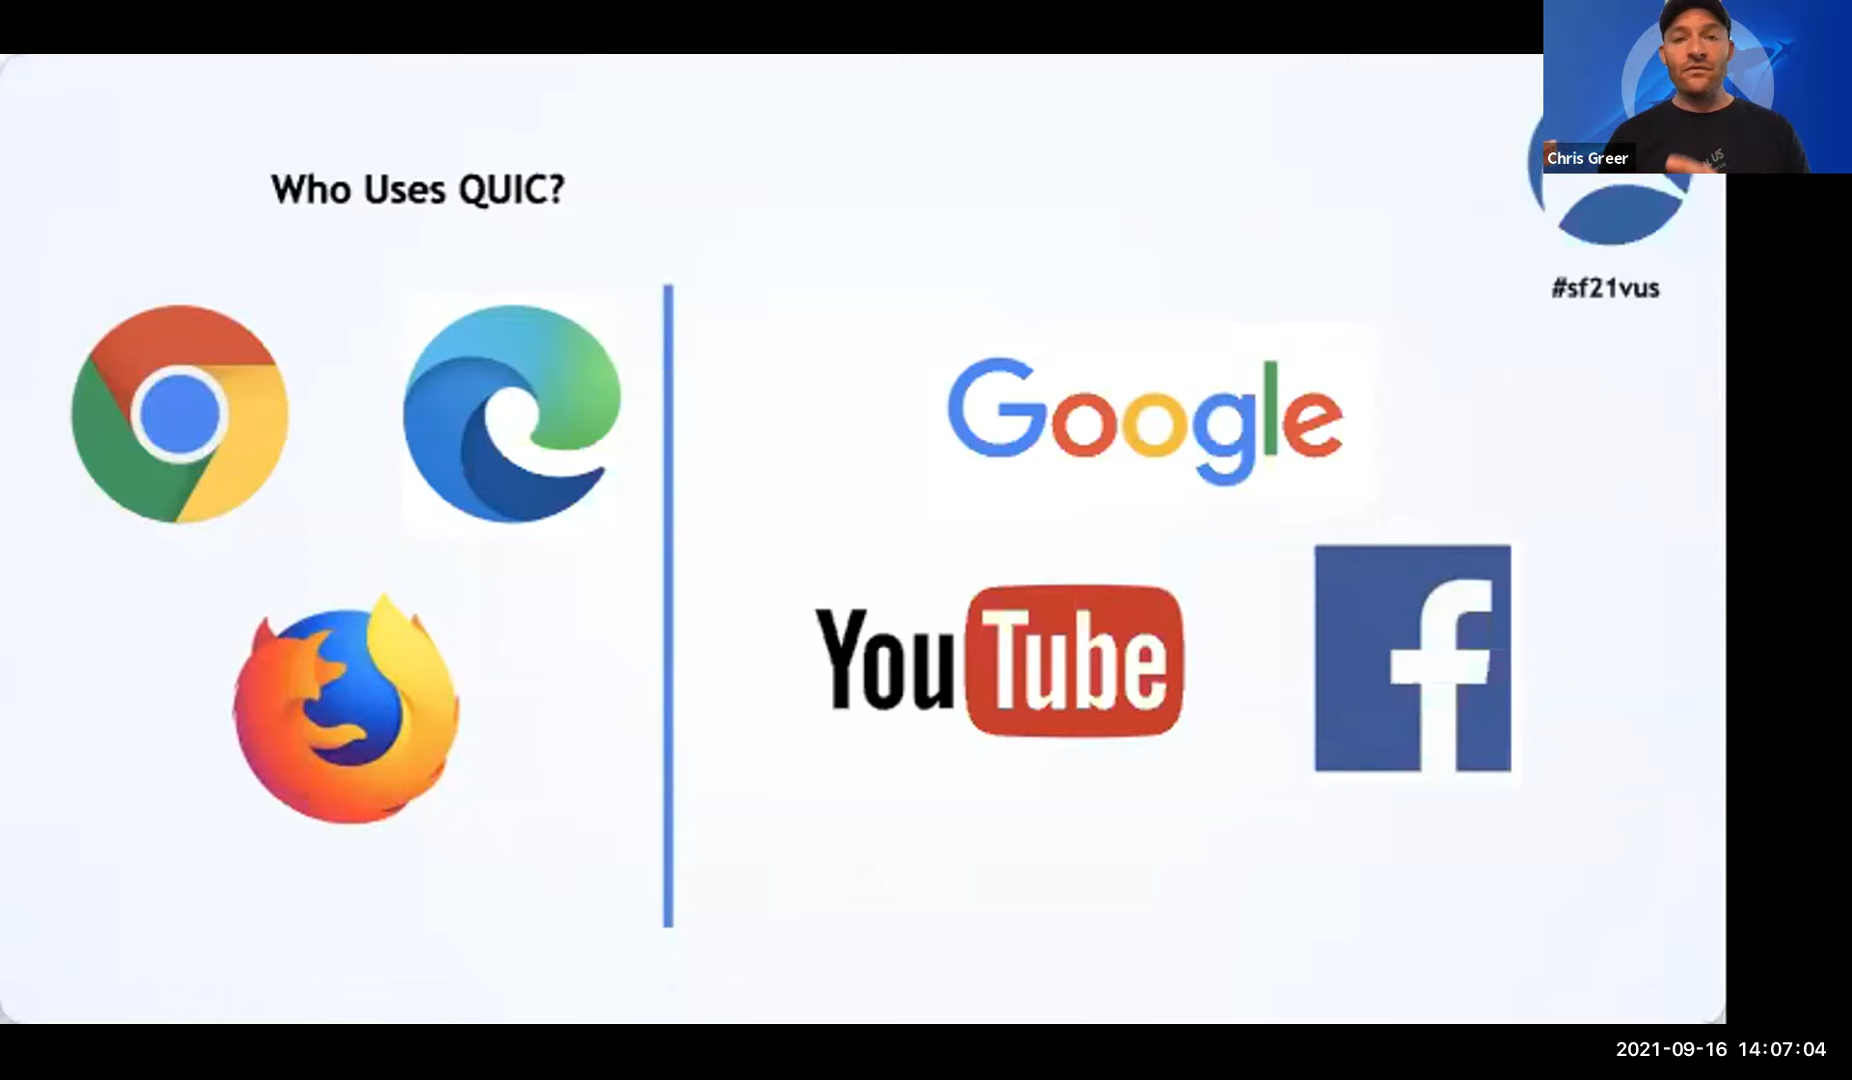 Chris Greer
Who Uses QUIC?
#sf21vus
Google
YouTube
f
2021-09-16 14:07:04